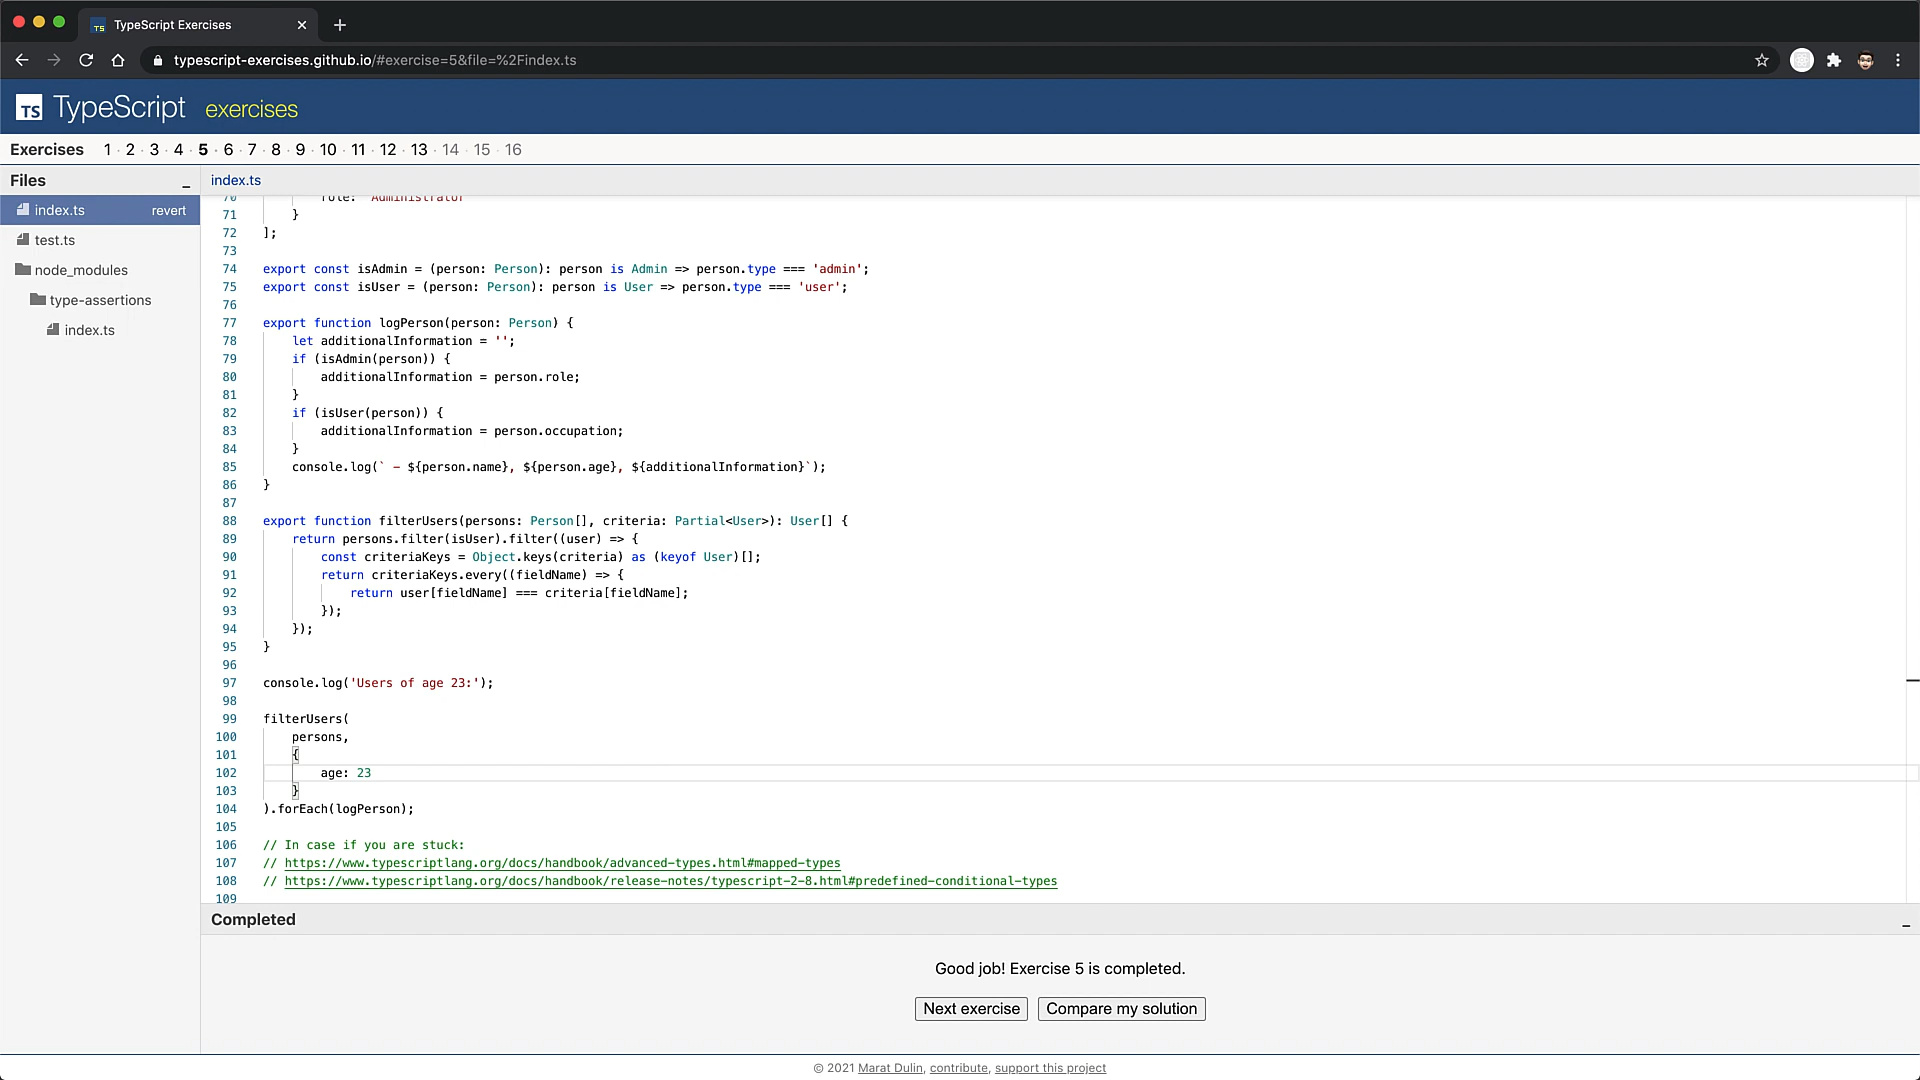 TypeScript Exercises
typescript-exercises.github.io/#exercise=5&file=%2Findex.ts
TS TypeScript exercises
Exercises 1 · 2 · 3 · 4 · 5 · 6 · 7 · 8 · 9 · 10 · 11 · 12 · 13 · 14 · 15 · 16
Files
index.ts revert
test.ts
node_modules
type-assertions
index.ts
index.ts
70 role: 'Administrator'
71 }
72 ];
73
74 export const isAdmin = (person: Person): person is Admin => person.type === 'admin';
75 export const isUser = (person: Person): person is User => person.type === 'user';
76
77 export function logPerson(person: Person) {
78 let additionalInformation = '';
79 if (isAdmin(person)) {
80 additionalInformation = person.role;
81 }
82 if (isUser(person)) {
83 additionalInformation = person.occupation;
84 }
85 console.log(` - ${person.name}, ${person.age}, ${additionalInformation}`);
86 }
87
88 export function filterUsers(persons: Person[], criteria: Partial<User>): User[] {
89 return persons.filter(isUser).filter((user) => {
90 const criteriaKeys = Object.keys(criteria) as (keyof User)[];
91 return criteriaKeys.every((fieldName) => {
92 return user[fieldName] === criteria[fieldName];
93 });
94 });
95 }
96
97 console.log('Users of age 23:');
98
99 filterUsers(
100 persons,
101 {
102 age: 23
103 }
104 ).forEach(logPerson);
105
106 // In case if you are stuck:
107 // https://www.typescriptlang.org/docs/handbook/advanced-types.html#mapped-types
108 // https://www.typescriptlang.org/docs/handbook/release-notes/typescript-2-8.html#predefined-conditional-types
109
Completed
Good job! Exercise 5 is completed.
Next exercise Compare my solution
© 2021 Marat Dulin, contribute, support this project